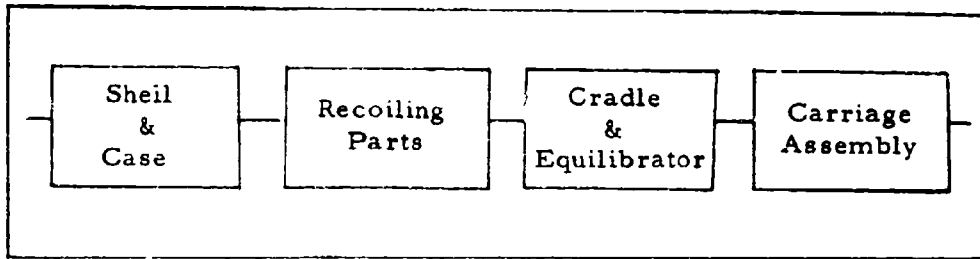 Sheil
&
Case
Recoiling
Parts
Cradle
&
Equilibrator
Carriage
Assembly